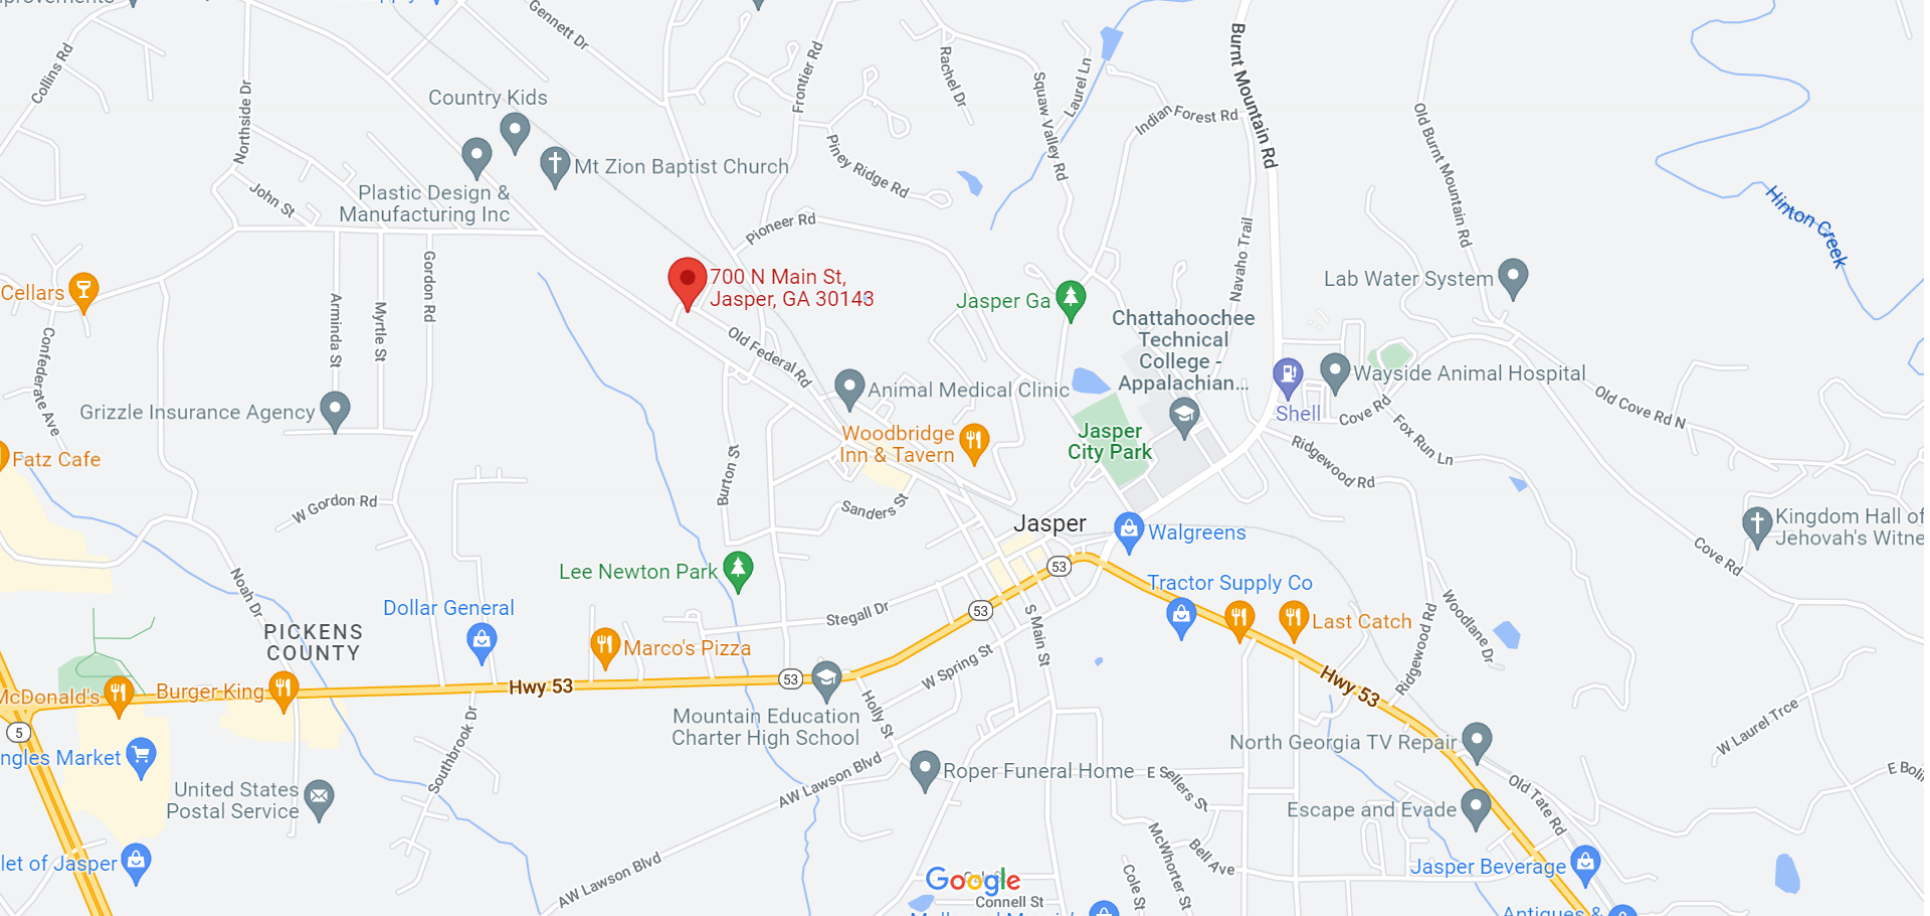 Gennett Dr
Collins Rd
Northside Dr
Country Kids
Frontier Rd
Rachel Dr
Squaw Valley Rd
Laurel Ln
Indian Forest Rd
Burnt Mountain Rd
Old Burnt Mountain Rd
Hinton Creek
Mt Zion Baptist Church
Piney Ridge Rd
Plastic Design &
Manufacturing Inc
John St
Pioneer Rd
Navaho Trail
Gordon Rd
Cellars
700 N Main St,
Jasper, GA 30143
Jasper Ga
Lab Water System
Chattahoochee
Technical
College -
Appalachian...
Arminda St
Myrtle St
Confederate Ave
Old Federal Rd
Animal Medical Clinic
Wayside Animal Hospital
Shell
Cove Rd
Old Cove Rd N
Grizzle Insurance Agency
Woodbridge
Inn & Tavern
Jasper
City Park
Fox Run Ln
Ridgewood Rd
Fatz Cafe
Burton St
W Gordon Rd
Sanders St
Jasper
Walgreens
Kingdom Hall of
Jehovah's Witne
Cove Rd
Lee Newton Park
53
Noah Dr
Tractor Supply Co
Dollar General
Stegall Dr
53
S Main St
Last Catch
Ridgewood Rd
Woodlane Dr
PICKENS
COUNTY
Marco's Pizza
W Spring St
McDonald's
Burger King
Hwy 53
53
Hwy 53
5
Mountain Education
Charter High School
Holly St
W Laurel Trce
Southbrook Dr
North Georgia TV Repair
ngles Market
Roper Funeral Home
E Sellers St
E Bolli
United States
Postal Service
AW Lawson Blvd
Escape and Evade
Old Tate Rd
McWhorter St
Bell Ave
let of Jasper
AW Lawson Blvd
Google
Cole St
Connell St
Jasper Beverage
Antiques &